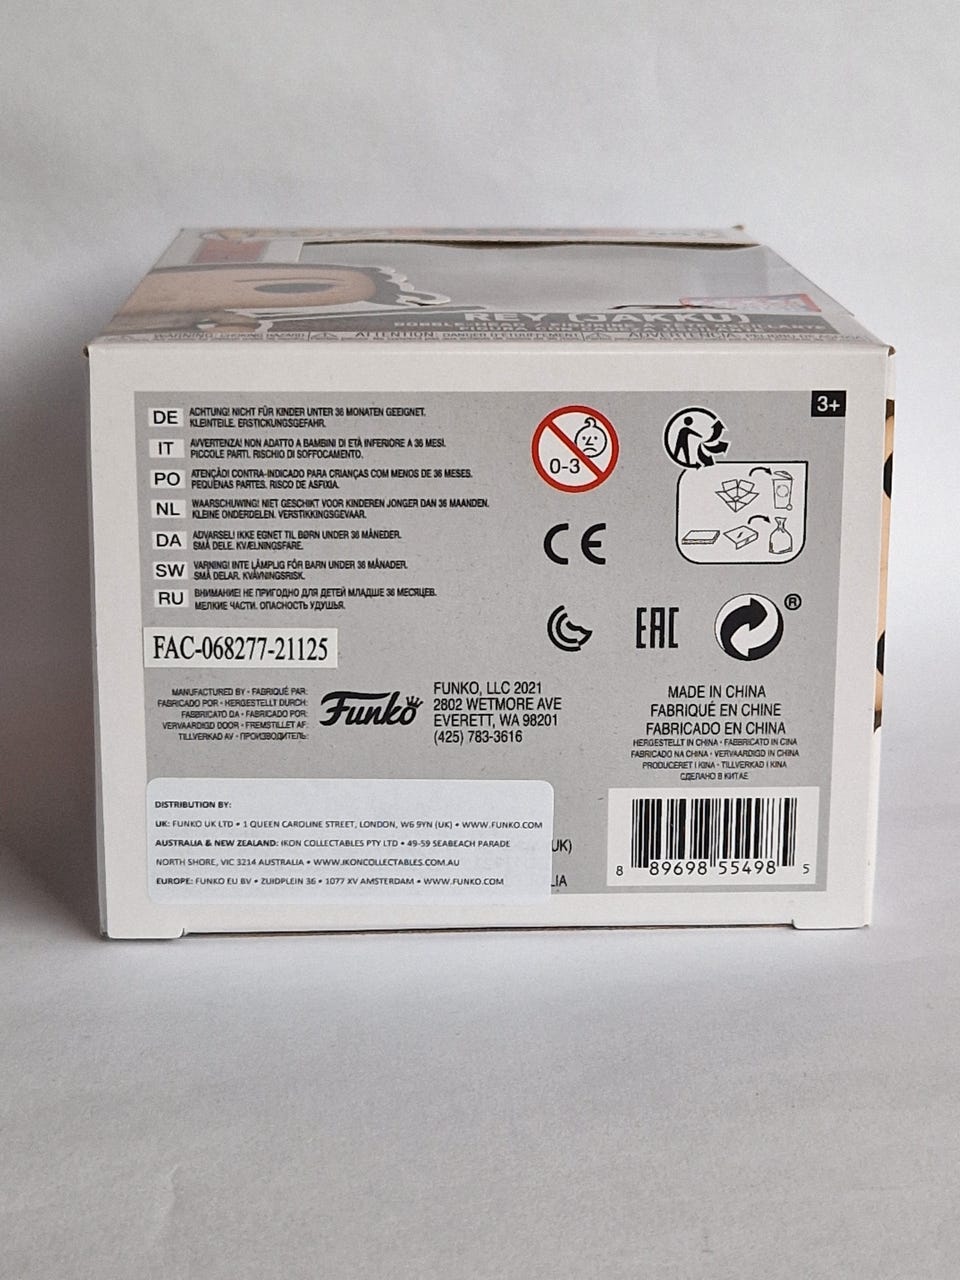 REY (JAKKU)
3+
DE ACHTUNG! NICHT FÜR KINDER UNTER 36 MONATEN GEEIGNET.
KLEINTEILE. ERSTICKUNGSGEFAHR.
IT AVVERTENZA! NON ADATTO A BAMBINI DI ETÀ INFERIORE A 36 MESI.
PICCOLE PARTI. RISCHIO DI SOFFOCAMENTO.
PO ATENÇÃO! CONTRA-INDICADO PARA CRIANÇAS COM MENOS DE 36 MESES.
PEQUENAS PARTES. RISCO DE ASFIXIA.
NL WAARSCHUWING! NIET GESCHIKT VOOR KINDEREN JONGER DAN 36 MAANDEN.
KLEINE ONDERDELEN. VERSTIKKINGSGEVAAR.
DA ADVARSEL! IKKE EGNET TIL BØRN UNDER 36 MÅNEDER.
SMÅ DELE. KVÆLNINGSFARE.
SW VARNING! INTE LÄMPLIG FÖR BARN UNDER 36 MÅNADER.
SMÅ DELAR. KVÄVNINGSRISK.
RU ВНИМАНИЕ! НЕ ПРИГОДНО ДЛЯ ДЕТЕЙ МЛАДШЕ 36 МЕСЯЦЕВ.
МЕЛКИЕ ЧАСТИ. ОПАСНОСТЬ УДУШЬЯ.
0-3
CE
EAC
®
FAC-068277-21125
MANUFACTURED BY • FABRIQUÉ PAR:
FABRICADO POR • HERGESTELLT DURCH:
FABBRICATO DA • FABRICADO POR:
VERVAARDIGD DOOR • FREMSTILLET AF:
TILLVERKAD AV • ПРОИЗВОДИТЕЛЬ:
Funko
FUNKO, LLC 2021
2802 WETMORE AVE
EVERETT, WA 98201
(425) 783-3616
MADE IN CHINA
FABRIQUÉ EN CHINE
FABRICADO EN CHINA
HERGESTELLT IN CHINA • FABBRICATO IN CINA
FABRICADO NA CHINA • VERVAARDIGD IN CHINA
PRODUCERET I KINA • TILLVERKAD I KINA
СДЕЛАНО В КИТАЕ
DISTRIBUTION BY:
UK: FUNKO UK LTD • 1 QUEEN CAROLINE STREET, LONDON, W6 9YN (UK) • WWW.FUNKO.COM
AUSTRALIA & NEW ZEALAND: IKON COLLECTABLES PTY LTD • 49-59 SEABEACH PARADE
NORTH SHORE, VIC 3214 AUSTRALIA • WWW.IKONCOLLECTABLES.COM.AU
EUROPE: FUNKO EU BV • ZUIDPLEIN 36 • 1077 XV AMSTERDAM • WWW.FUNKO.COM
UK)
LIA
8 89698 55498 5